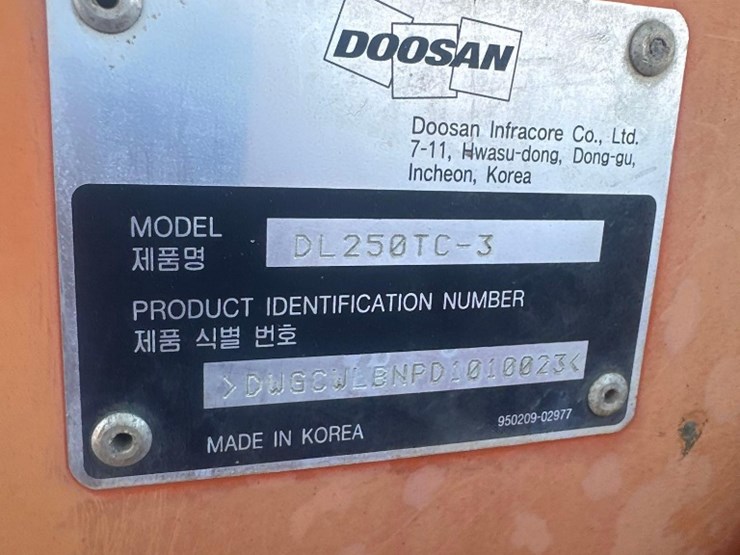 DOOSAN
Doosan Infracore Co., Ltd.
7-11, Hwasu-dong, Dong-gu,
Incheon, Korea
MODEL
제품명
DL250TC-3
PRODUCT IDENTIFICATION NUMBER
제품 식별 번호
>DWGCWLBNPD1010023<
MADE IN KOREA
950209-02977